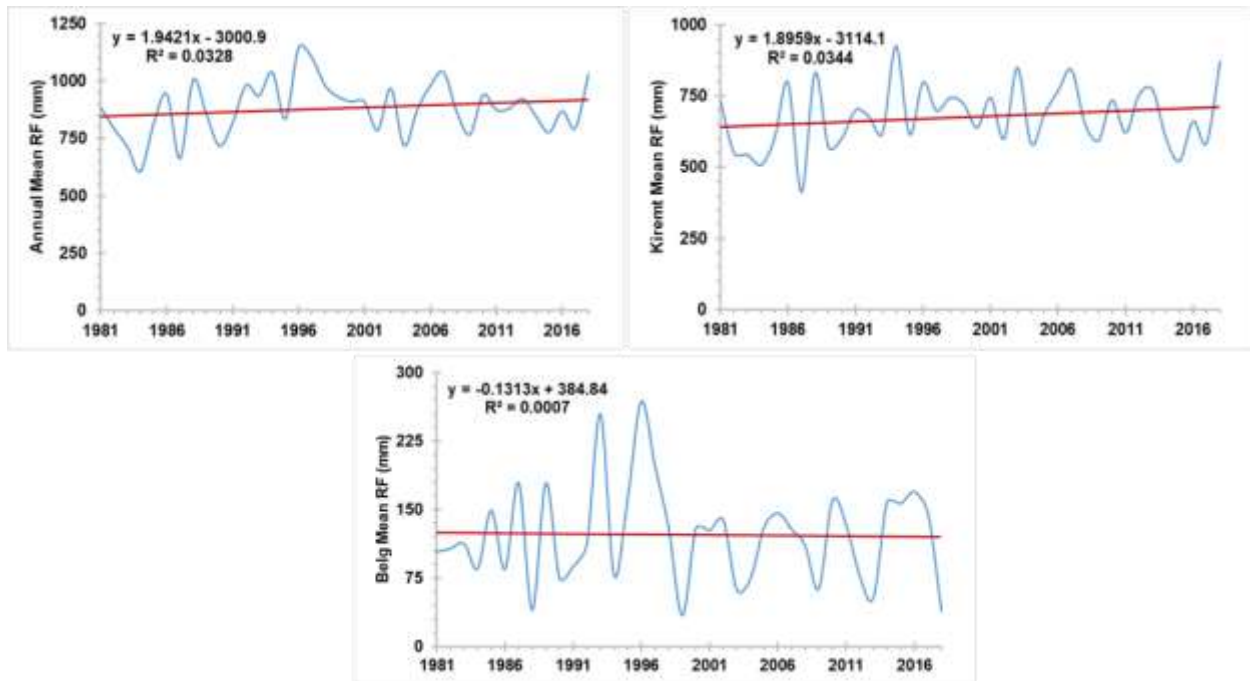 1250
1000
750
500
250
0
Annual Mean RF (mm)
y = 1.9421x - 3000.9
R² = 0.0328
1981 1986 1991 1996 2001 2006 2011 2016
1000
750
500
250
0
Kiremt Mean RF (mm)
y = 1.8959x - 3114.1
R² = 0.0344
1981 1986 1991 1996 2001 2006 2011 2016
300
225
150
75
0
Belg Mean RF (mm)
y = -0.1313x + 384.84
R² = 0.0007
1981 1986 1991 1996 2001 2006 2011 2016